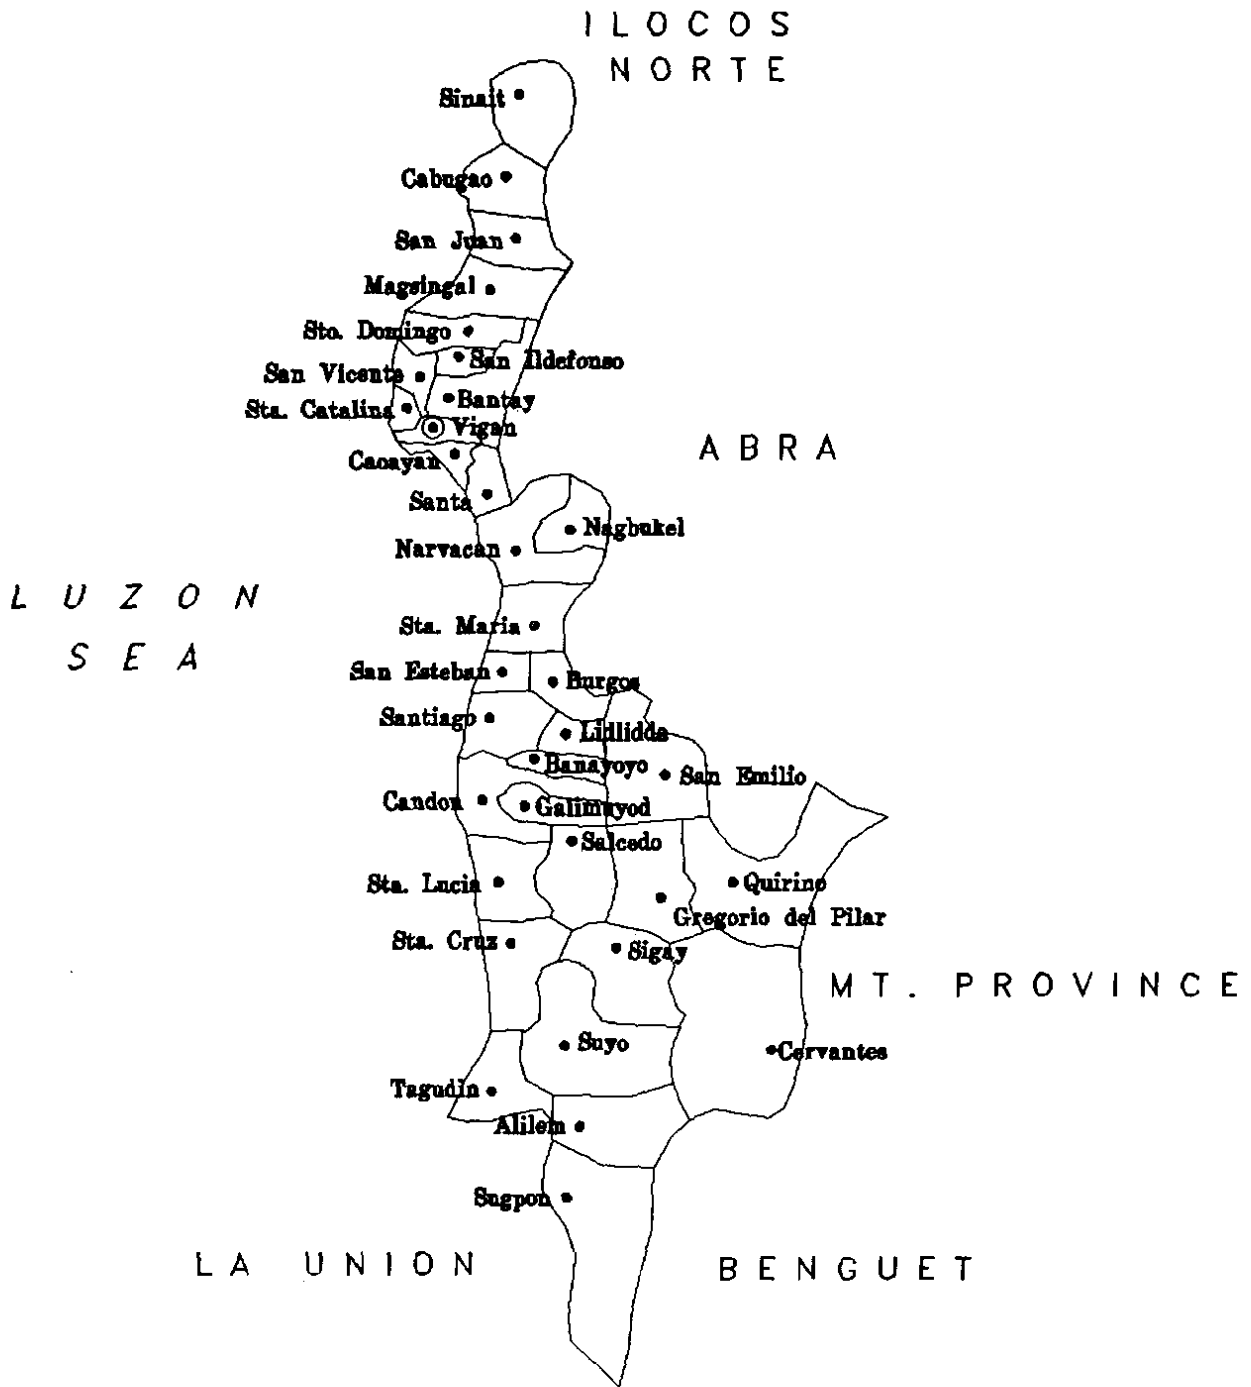 ILOCOS
NORTE
Sinait
Cabugao
San Juan
Magsingal
Sto. Domingo
San Ildefonso
San Vicente
Bantay
Sta. Catalina
Vigan
ABRA
Caoayan
Santa
Nagbukel
Narvacan
LUZON
SEA
Sta. Maria
San Esteban
Burgos
Santiago
Lidlidda
Banayoyo
San Emilio
Candon
Galimuyod
Salcedo
Sta. Lucia
Quirino
Gregorio del Pilar
Sta. Cruz
Sigay
MT. PROVINCE
Suyo
Cervantes
Tagudin
Alilem
Sugpon
LA UNION
BENGUET